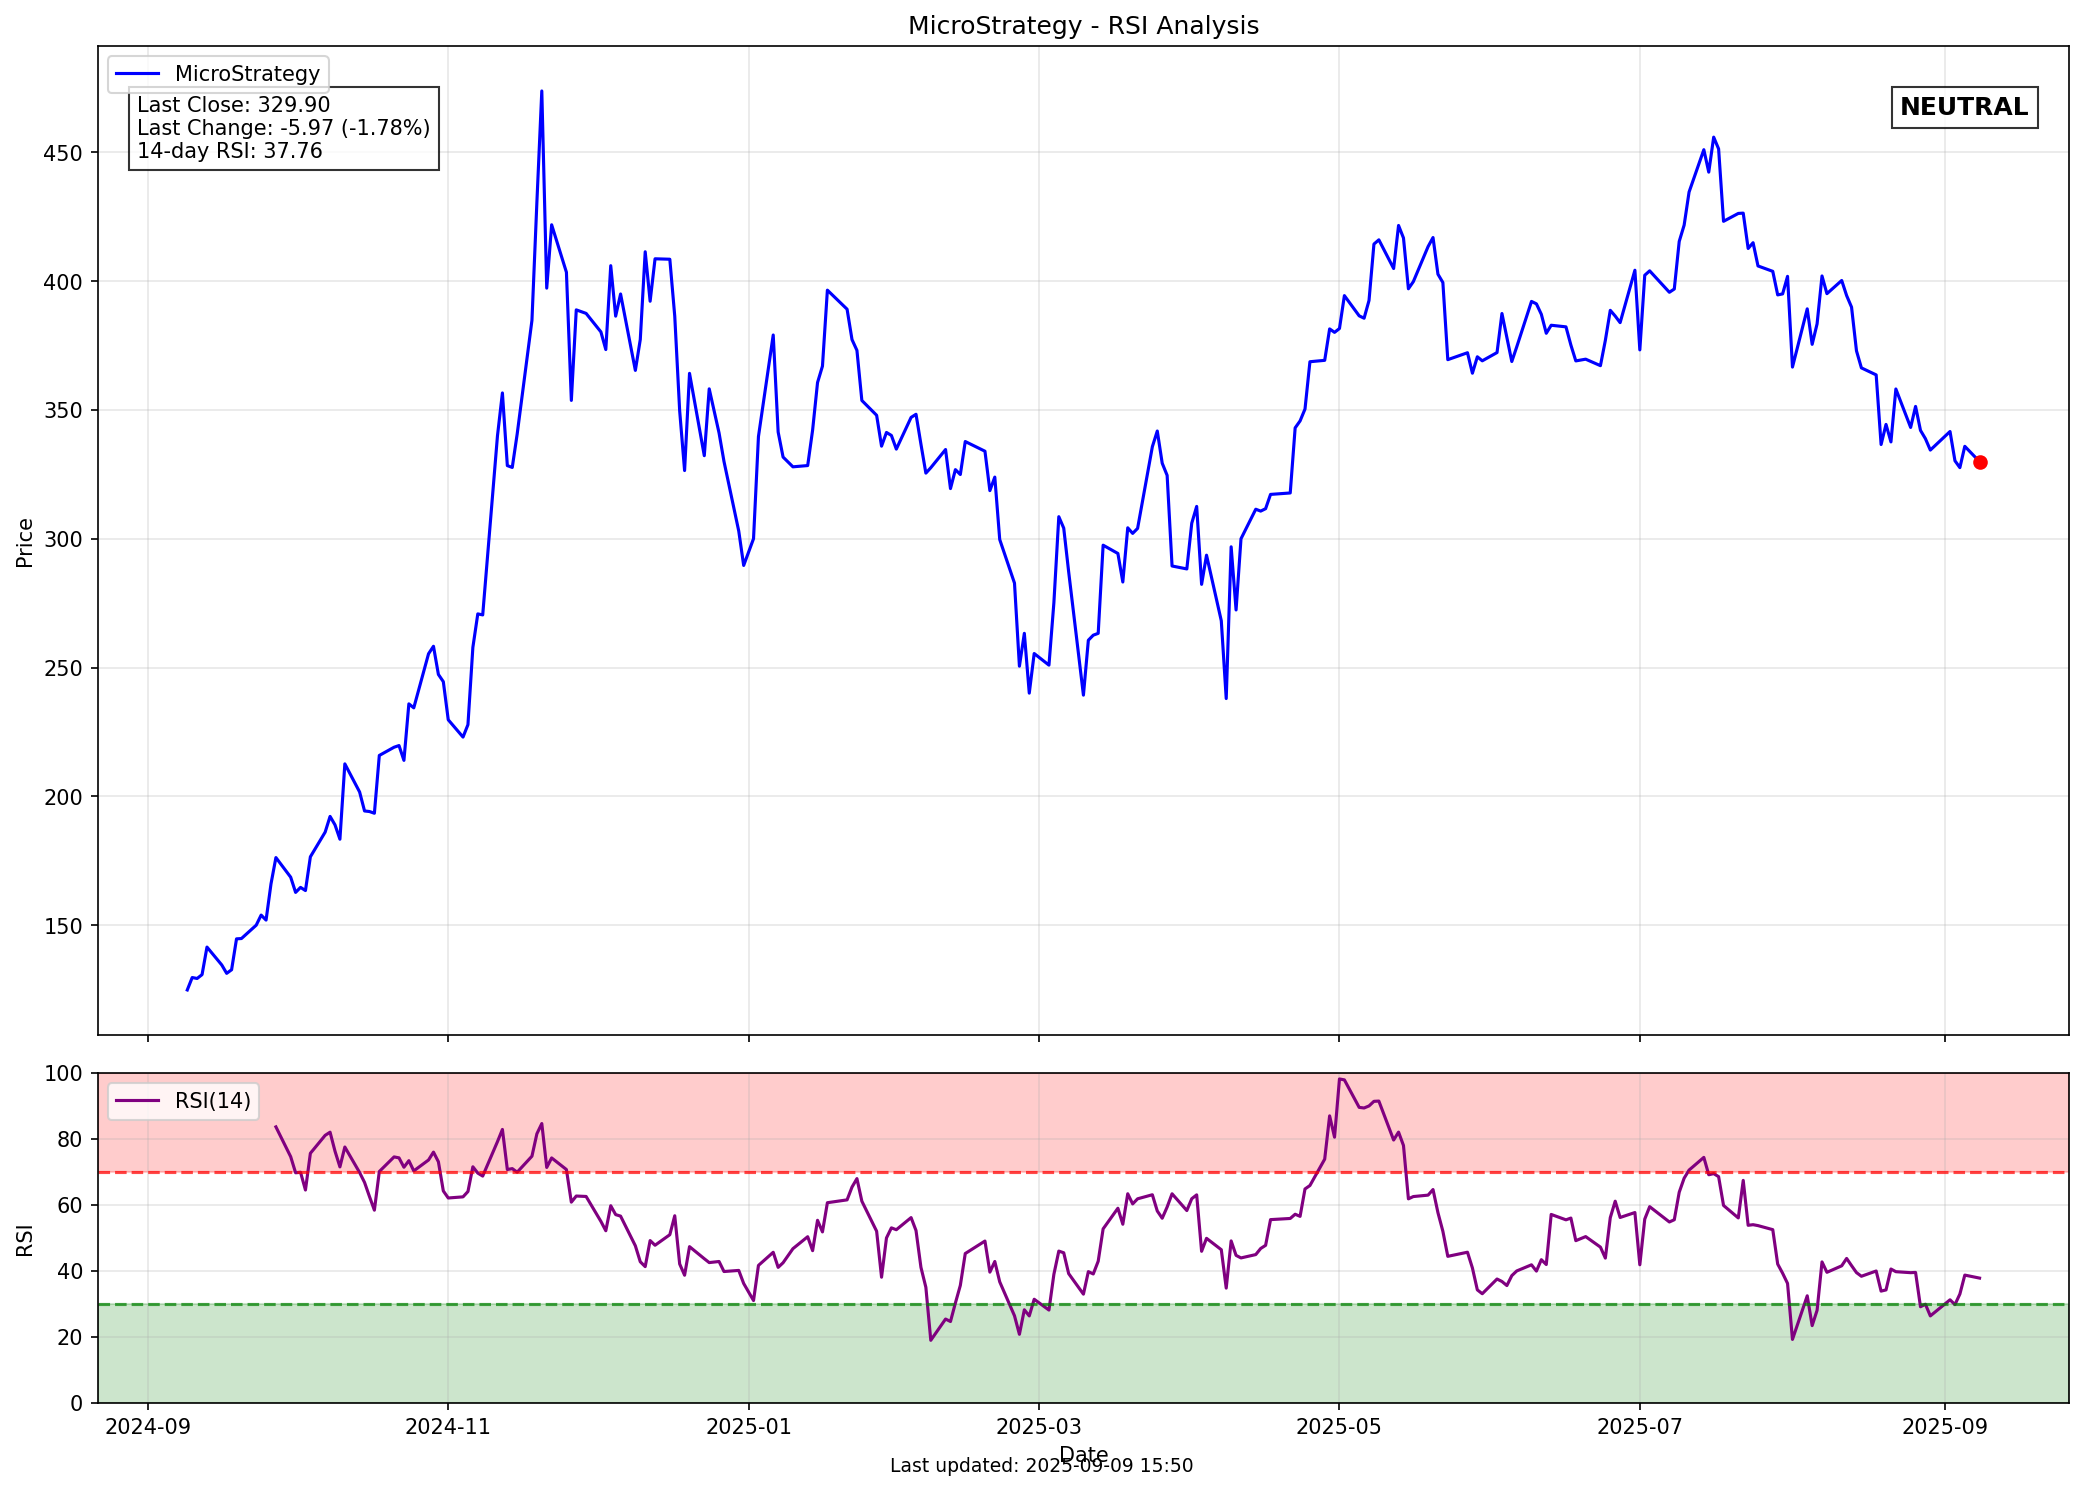 MicroStrategy - RSI Analysis
MicroStrategy
Last Close: 329.90
Last Change: -5.97 (-1.78%)
14-day RSI: 37.76
NEUTRAL
450
400
350
300
250
200
150
Price
100
80
60
40
20
0
RSI
RSI(14)
2024-09 2024-11 2025-01 2025-03 2025-05 2025-07 2025-09
Date
Last updated: 2025-09-09 15:50